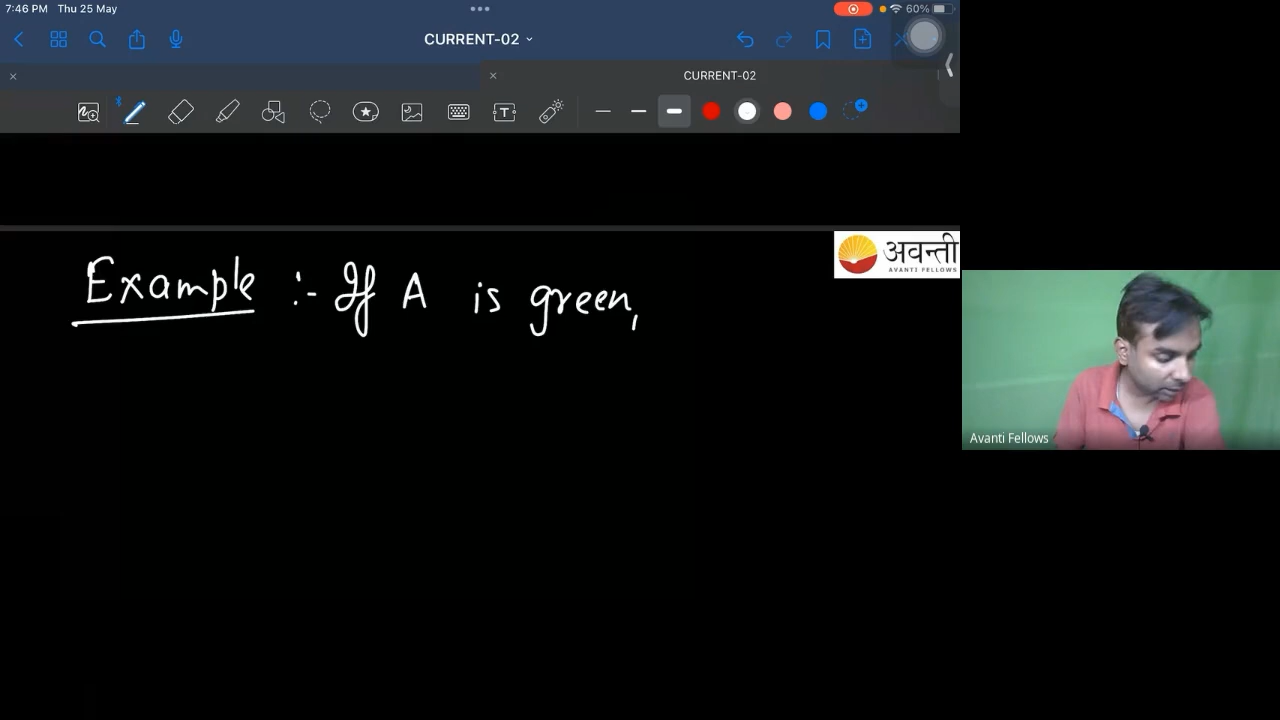 7:46 PM Thu 25 May
60%
CURRENT-02
CURRENT-02
Example :- If A is green,
अवन्ती
AVANTI FELLOWS
Avanti Fellows